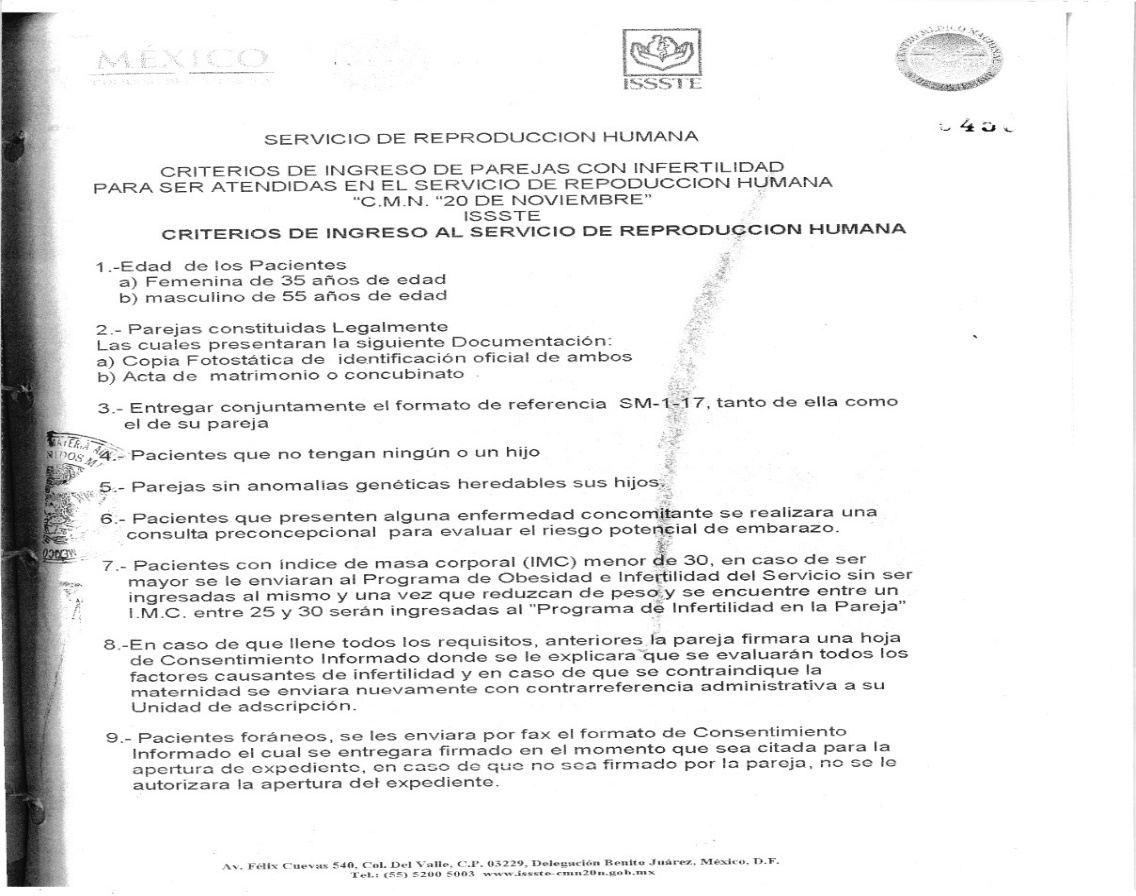 MÉXICO
ISSSTE
SERVICIO DE REPRODUCCION HUMANA
CRITERIOS DE INGRESO DE PAREJAS CON INFERTILIDAD
PARA SER ATENDIDAS EN EL SERVICIO DE REPODUCCION HUMANA
"C.M.N. "20 DE NOVIEMBRE"
ISSSTE
CRITERIOS DE INGRESO AL SERVICIO DE REPRODUCCION HUMANA
1.-Edad de los Pacientes
a) Femenina de 35 años de edad
b) masculino de 55 años de edad
2.- Parejas constituidas Legalmente
Las cuales presentaran la siguiente Documentación:
a) Copia Fotostática de identificación oficial de ambos
b) Acta de matrimonio o concubinato
3.- Entregar conjuntamente el formato de referencia SM-1-17, tanto de ella como
el de su pareja
4.- Pacientes que no tengan ningún o un hijo
5.- Parejas sin anomalías genéticas heredables sus hijos.
6.- Pacientes que presenten alguna enfermedad concomitante se realizara una
consulta preconcepcional para evaluar el riesgo potencial de embarazo.
7.- Pacientes con índice de masa corporal (IMC) menor de 30, en caso de ser
mayor se le enviaran al Programa de Obesidad e Infertilidad del Servicio sin ser
ingresadas al mismo y una vez que reduzcan de peso y se encuentre entre un
I.M.C. entre 25 y 30 serán ingresadas al "Programa de Infertilidad en la Pareja"
8.-En caso de que llene todos los requisitos, anteriores la pareja firmara una hoja
de Consentimiento Informado donde se le explicara que se evaluarán todos los
factores causantes de infertilidad y en caso de que se contraindique la
maternidad se enviara nuevamente con contrarreferencia administrativa a su
Unidad de adscripción.
9.- Pacientes foráneos, se les enviara por fax el formato de Consentimiento
Informado el cual se entregara firmado en el momento que sea citada para la
apertura de expediente, en caso de que no sea firmado por la pareja, no se le
autorizara la apertura del expediente.
Av. Félix Cuevas 540, Col. Del Valle, C.P. 03229, Delegación Benito Juárez, México, D.F.
Tel.: (55) 5200 5003 www.issste-cmn20n.gob.mx